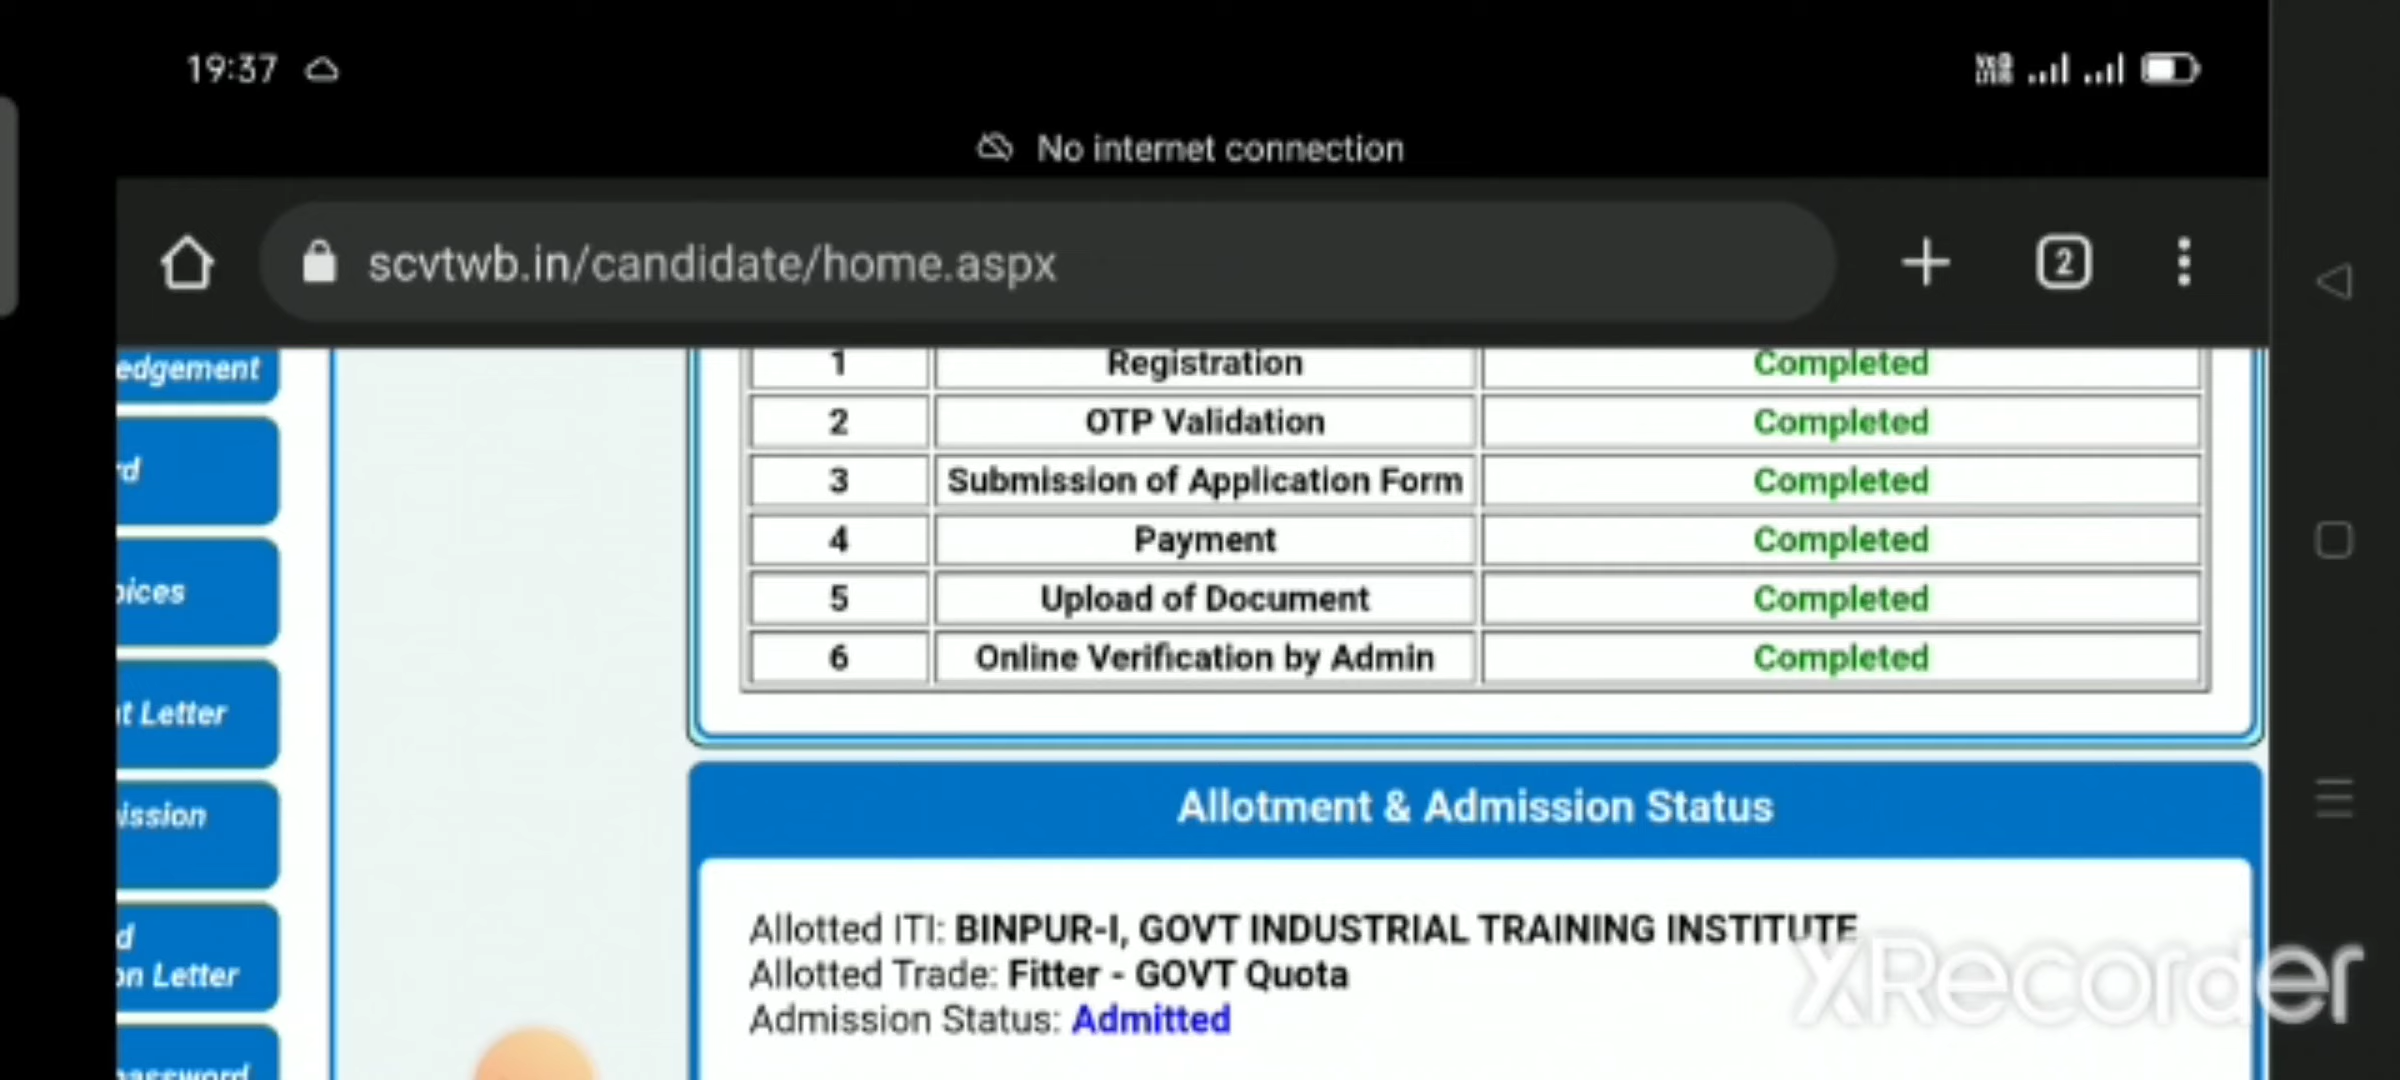 19:37
No internet connection
scvtwb.in/candidate/home.aspx
2
edgement
rd
oices
t Letter
ission
d
on Letter
password
1 Registration Completed
2 OTP Validation Completed
3 Submission of Application Form Completed
4 Payment Completed
5 Upload of Document Completed
6 Online Verification by Admin Completed
Allotment & Admission Status
Allotted ITI: BINPUR-I, GOVT INDUSTRIAL TRAINING INSTITUTE
Allotted Trade: Fitter - GOVT Quota
Admission Status: Admitted
XRecorder